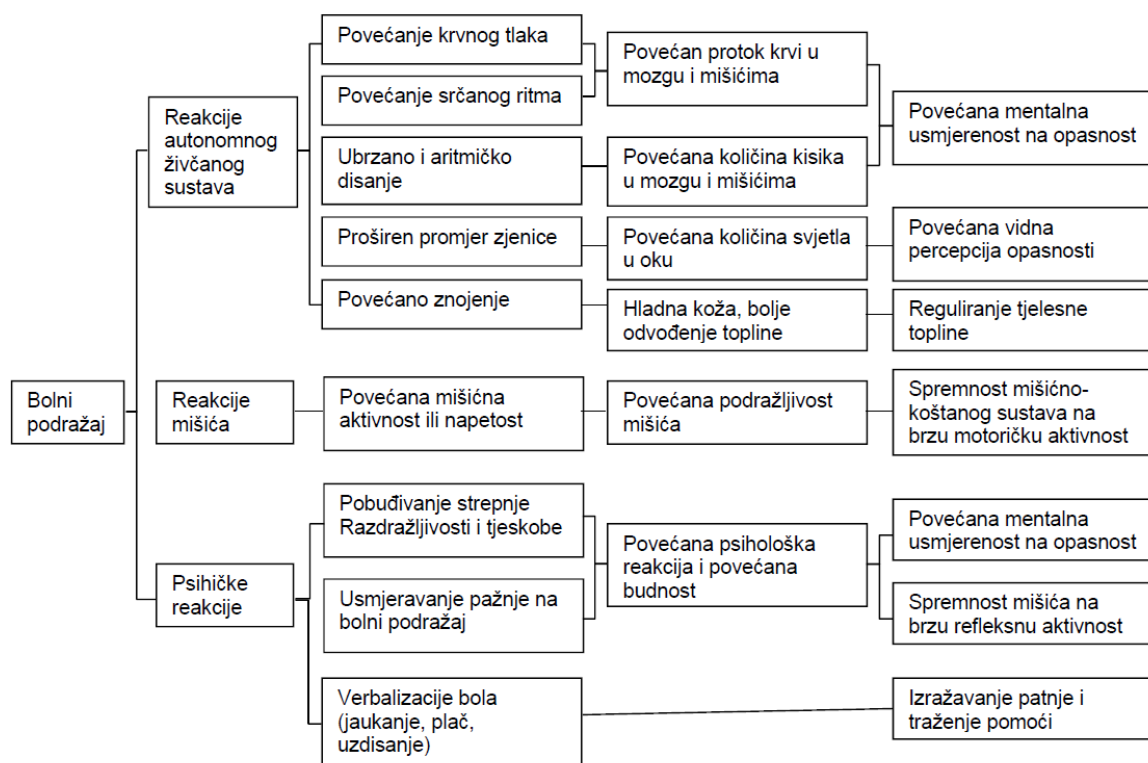 Bolni
podražaj
Reakcije
autonomnog
živčanog
sustava
Povećanje krvnog tlaka
Povećanje srčanog ritma
Povećan protok krvi u
mozgu i mišićima
Ubrzano i aritmičko
disanje
Povećana količina kisika
u mozgu i mišićima
Povećana mentalna
usmjerenost na opasnost
Proširen promjer zjenice
Povećana količina svjetla
u oku
Povećana vidna
percepcija opasnosti
Povećano znojenje
Hladna koža, bolje
odvođenje topline
Reguliranje tjelesne
topline
Reakcije
mišića
Povećana mišićna
aktivnost ili napetost
Povećana podražljivost
mišića
Spremnost mišićno-
koštanog sustava na
brzu motoričku aktivnost
Psihičke
reakcije
Pobuđivanje strepnje
Razdražljivosti i tjeskobe
Usmjeravanje pažnje na
bolni podražaj
Povećana psihološka
reakcija i povećana
budnost
Povećana mentalna
usmjerenost na opasnost
Spremnost mišića na
brzu refleksnu aktivnost
Verbalizacije bola
(jaukanje, plač,
uzdisanje)
Izražavanje patnje i
traženje pomoći